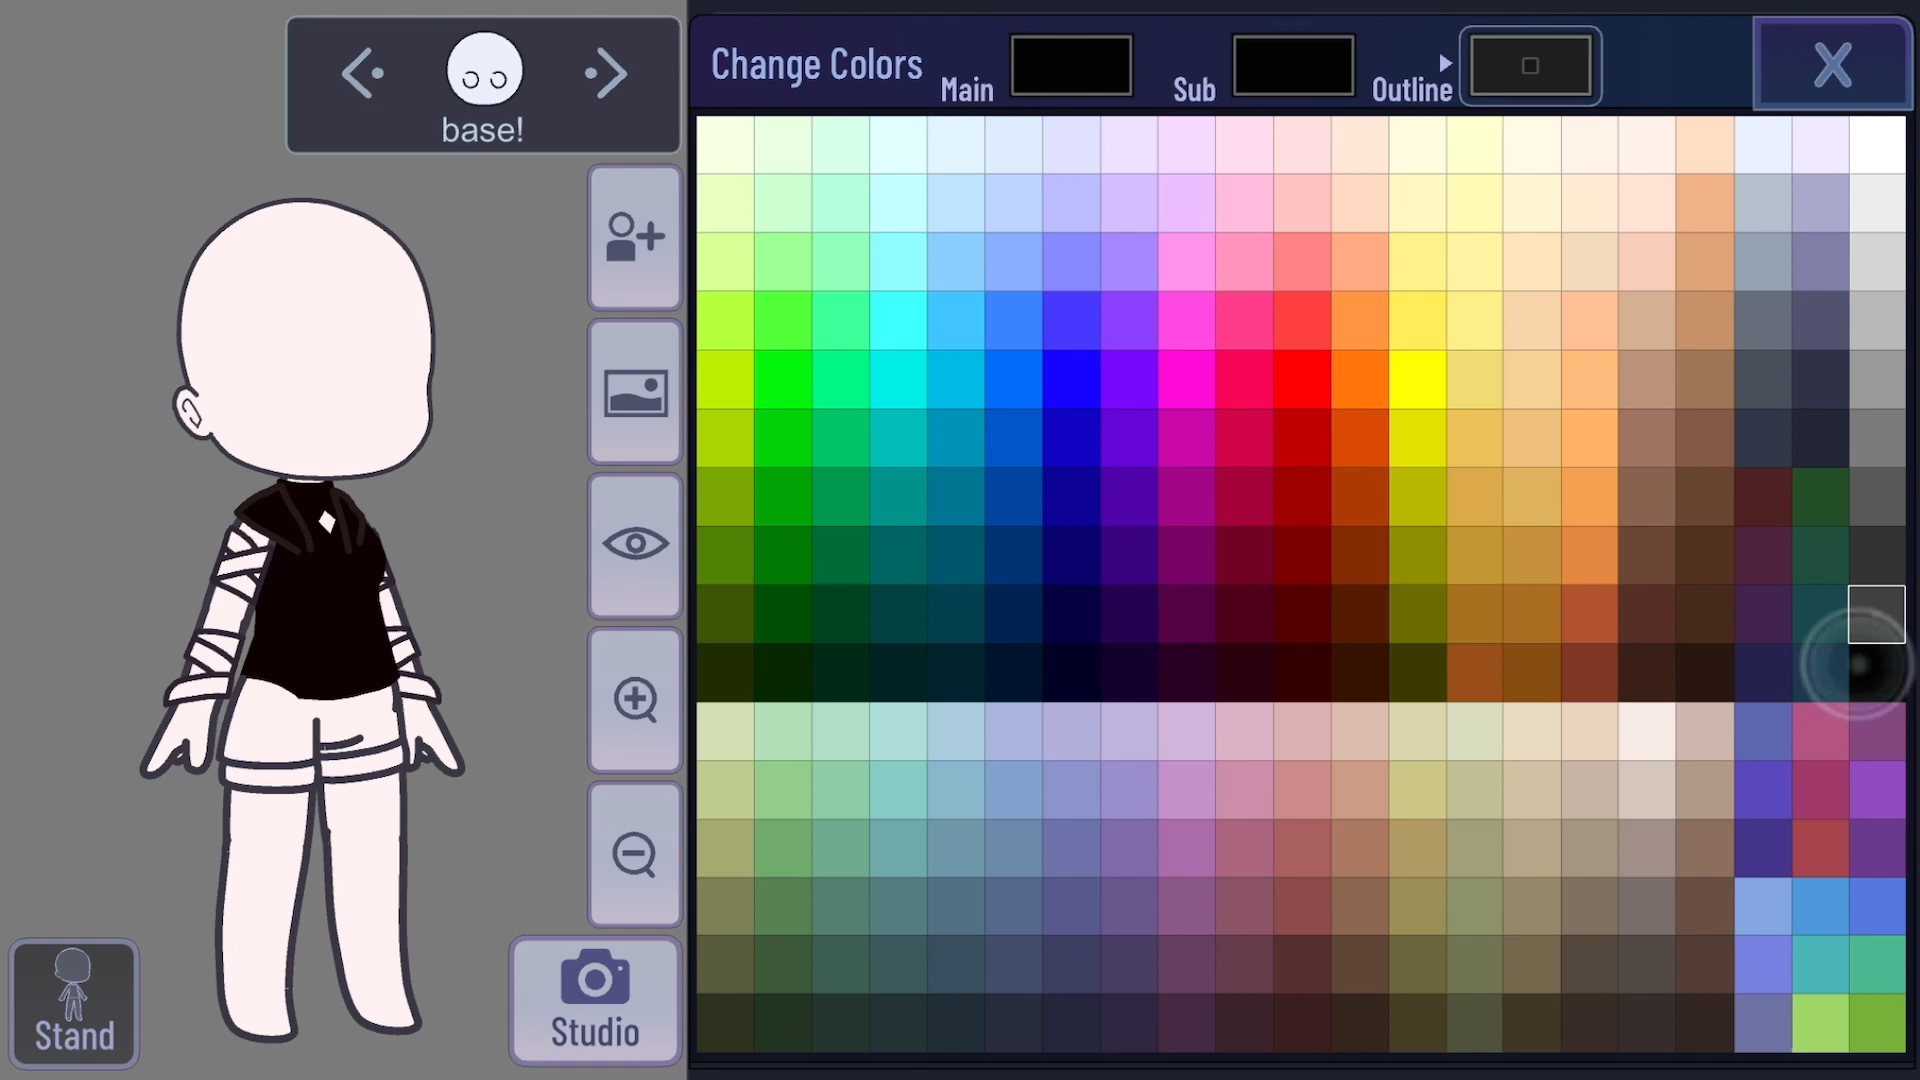 base!
Change Colors
Main
Sub
Outline
X
Stand
Studio